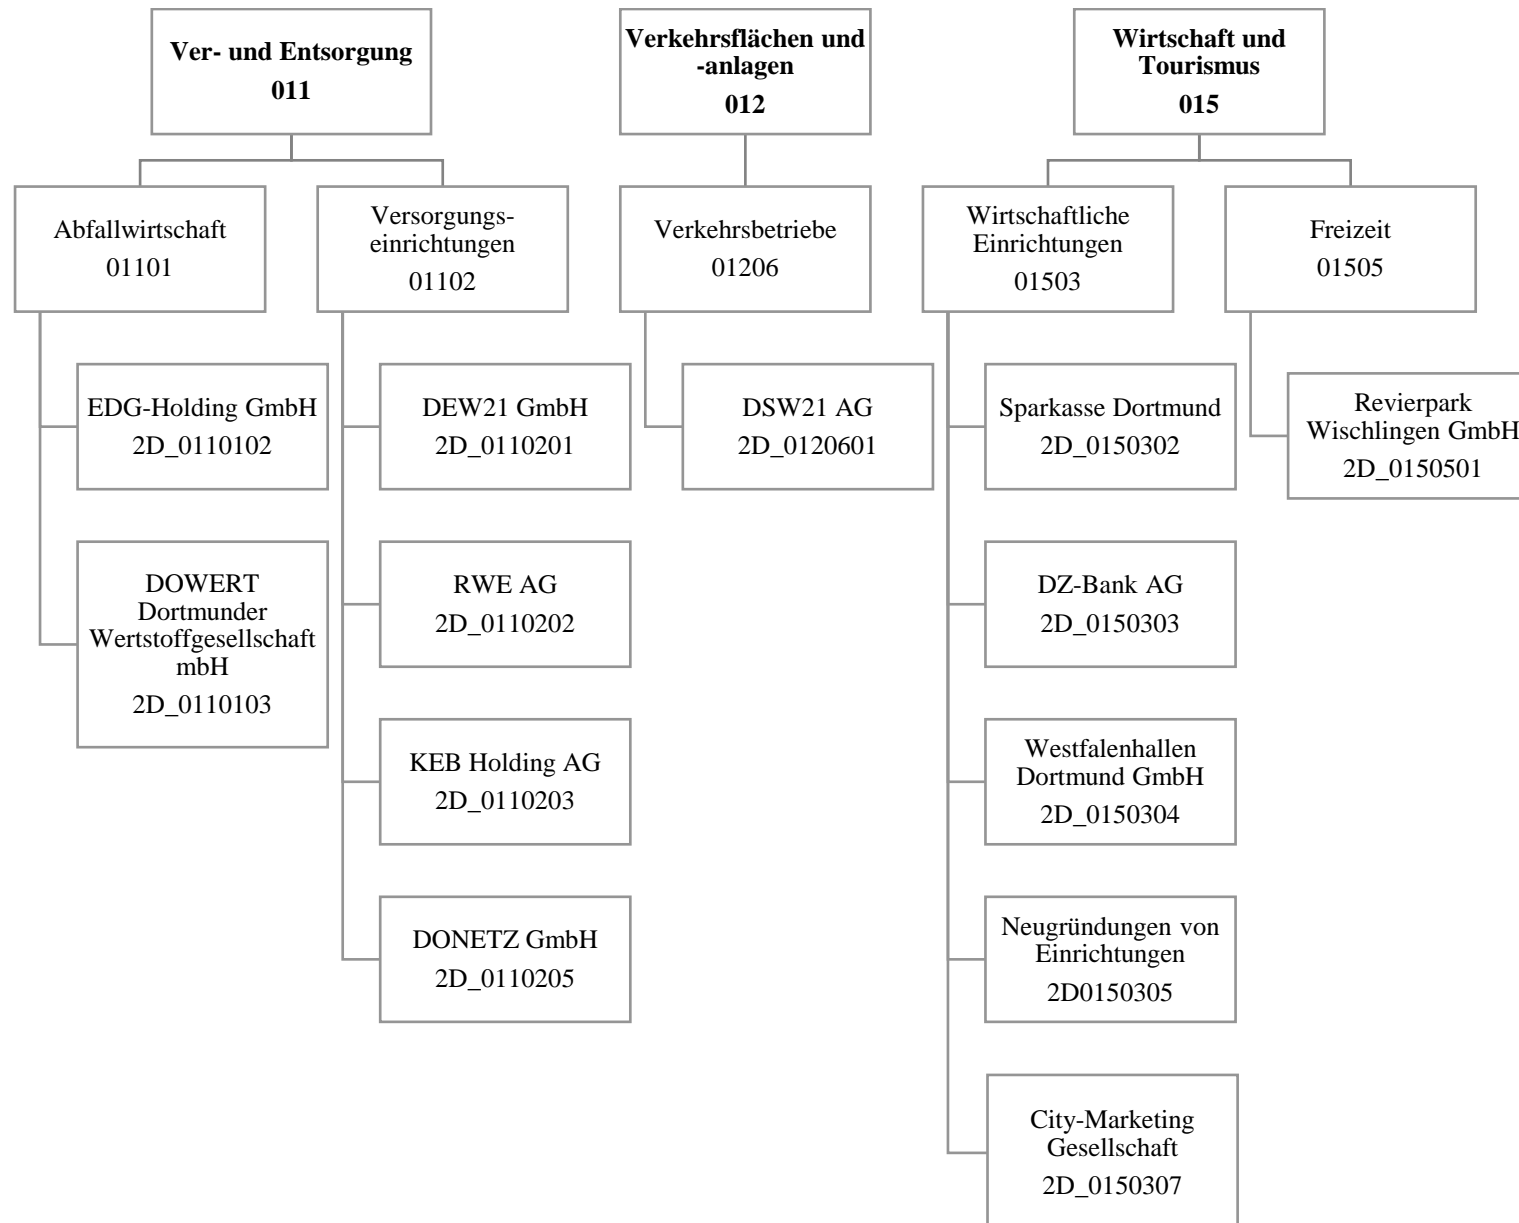 Ver- und Entsorgung
011
Verkehrsflächen und
-anlagen
012
Wirtschaft und
Tourismus
015
Abfallwirtschaft
01101
Versorgungs-
einrichtungen
01102
Verkehrsbetriebe
01206
Wirtschaftliche
Einrichtungen
01503
Freizeit
01505
EDG-Holding GmbH
2D_0110102
DOWERT
Dortmunder
Wertstoffgesellschaft
mbH
2D_0110103
DEW21 GmbH
2D_0110201
RWE AG
2D_0110202
KEB Holding AG
2D_0110203
DONETZ GmbH
2D_0110205
DSW21 AG
2D_0120601
Sparkasse Dortmund
2D_0150302
DZ-Bank AG
2D_0150303
Westfalenhallen
Dortmund GmbH
2D_0150304
Neugründungen von
Einrichtungen
2D0150305
City-Marketing
Gesellschaft
2D_0150307
Revierpark
Wischlingen GmbH
2D_0150501